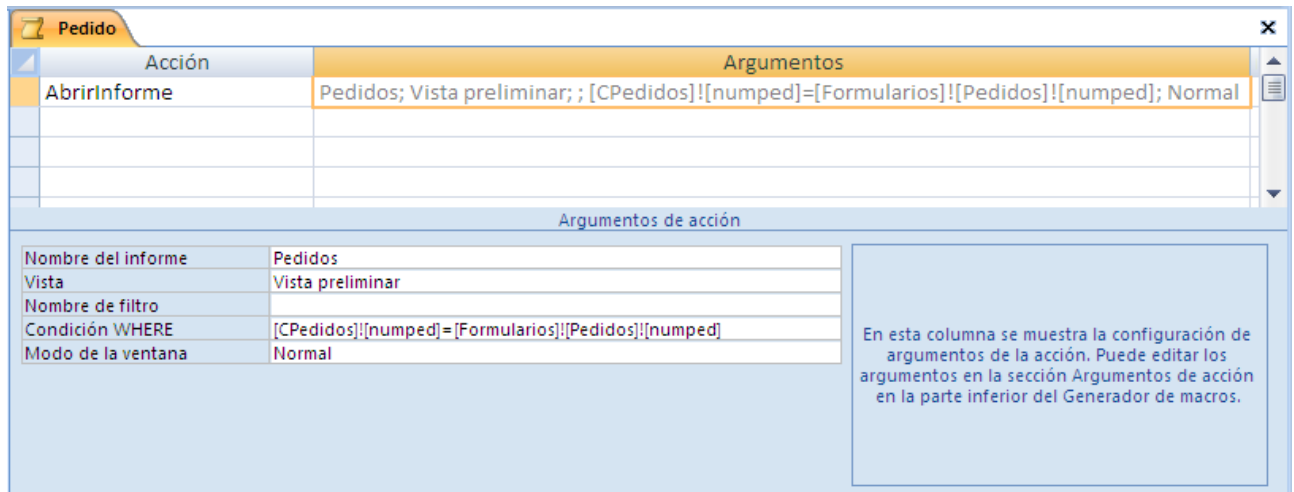 Pedido
Acción Argumentos
AbrirInforme Pedidos; Vista preliminar; ; [CPedidos]![numped]=[Formularios]![Pedidos]![numped]; Normal
Argumentos de acción
Nombre del informe Pedidos
Vista Vista preliminar
Nombre de filtro
Condición WHERE [CPedidos]![numped]=[Formularios]![Pedidos]![numped]
Modo de la ventana Normal
En esta columna se muestra la configuración de
argumentos de la acción. Puede editar los
argumentos en la sección Argumentos de acción
en la parte inferior del Generador de macros.